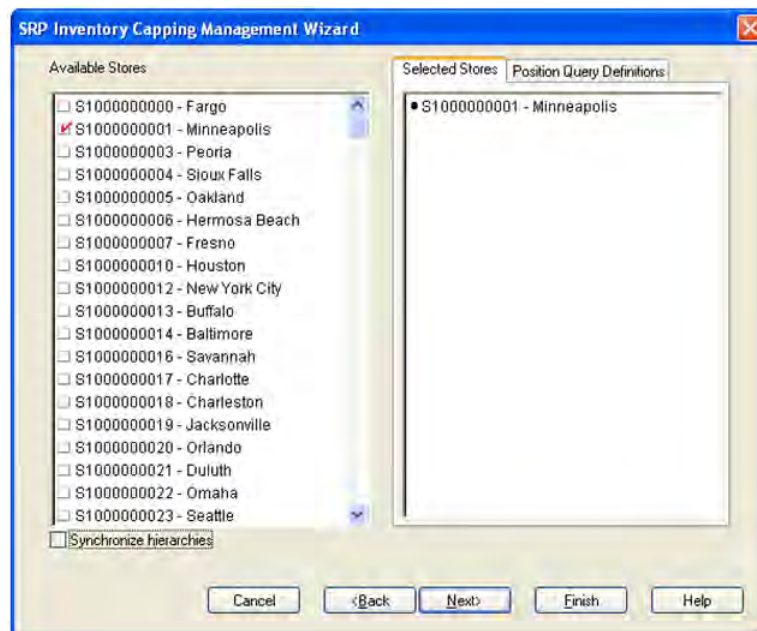 SRP Inventory Capping Management Wizard
Available Stores
S1000000000 - Fargo
S1000000001 - Minneapolis
S1000000003 - Peoria
S1000000004 - Sioux Falls
S1000000005 - Oakland
S1000000006 - Hermosa Beach
S1000000007 - Fresno
S1000000010 - Houston
S1000000012 - New York City
S1000000013 - Buffalo
S1000000014 - Baltimore
S1000000016 - Savannah
S1000000017 - Charlotte
S1000000018 - Charleston
S1000000019 - Jacksonville
S1000000020 - Orlando
S1000000021 - Duluth
S1000000022 - Omaha
S1000000023 - Seattle
Synchronize hierarchies
Selected Stores
Position Query Definitions
S1000000001 - Minneapolis
Cancel
<Back
Next>
Finish
Help